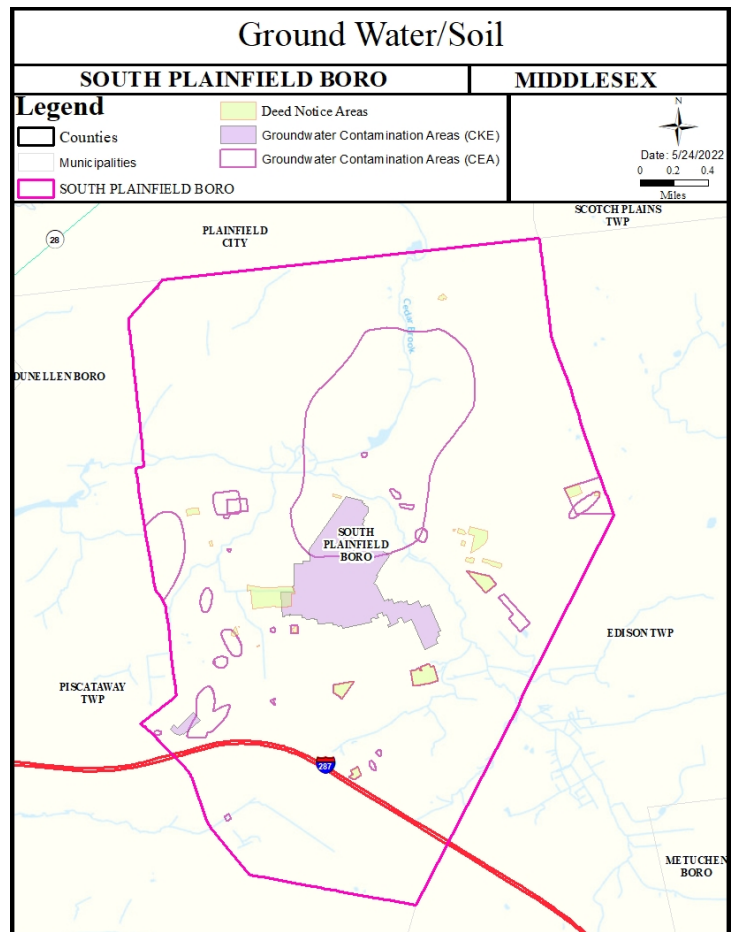 Ground Water/Soil
SOUTH PLAINFIELD BORO
MIDDLESEX
Legend
Counties
Municipalities
SOUTH PLAINFIELD BORO
Deed Notice Areas
Groundwater Contamination Areas (CKE)
Groundwater Contamination Areas (CEA)
N
Date: 5/24/2022
0 0.2 0.4
Miles
SCOTCH PLAINS
TWP
28
PLAINFIELD
CITY
Cedar Brook
DUNELLEN BORO
SOUTH
PLAINFIELD
BORO
EDISON TWP
PISCATAWAY
TWP
287
METUCHEN
BORO